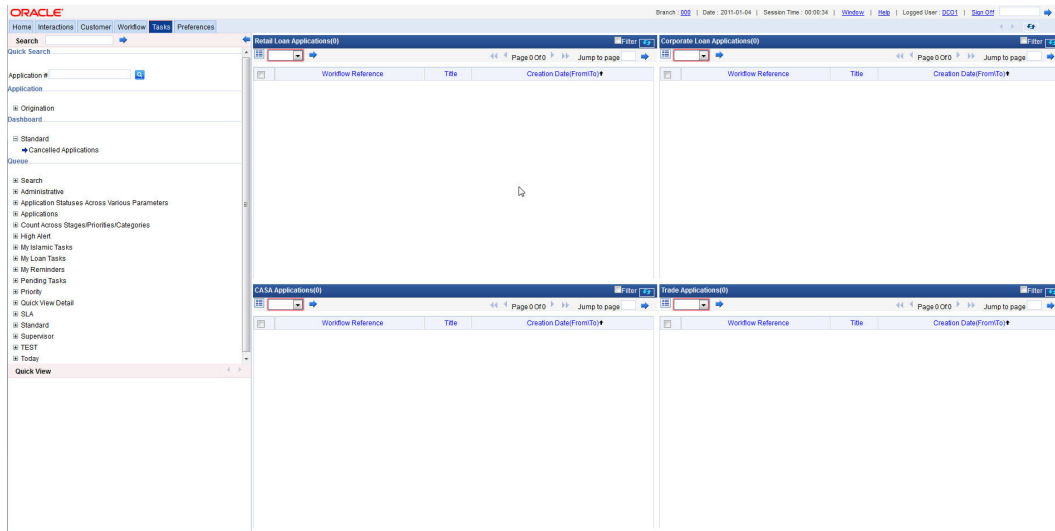 ORACLE
Branch : 000 | Date : 2011-01-04 | Session Time : 00:00:34 | Window | Help | Logged User : DCO1 | Sign Off
Home Interactions Customer Workflow Tasks Preferences
Search
Quick Search
Application #
Application
Origination
Dashboard
Standard
Cancelled Applications
Queue
Search
Administrative
Application Statuses Across Various Parameters
Applications
Count Across Stages/Priorities/Categories
High Alert
My Islamic Tasks
My Loan Tasks
My Reminders
Pending Tasks
Priority
Quick View Detail
SLA
Standard
Supervisor
TEST
Today
Quick View
Retail Loan Applications(0) Filter
Page 0 Of 0 Jump to page
Workflow Reference Title Creation Date(From\To)
Corporate Loan Applications(0) Filter
Page 0 Of 0 Jump to page
Workflow Reference Title Creation Date(From\To)
CASA Applications(0) Filter
Page 0 Of 0 Jump to page
Workflow Reference Title Creation Date(From\To)
Trade Applications(0) Filter
Page 0 Of 0 Jump to page
Workflow Reference Title Creation Date(From\To)